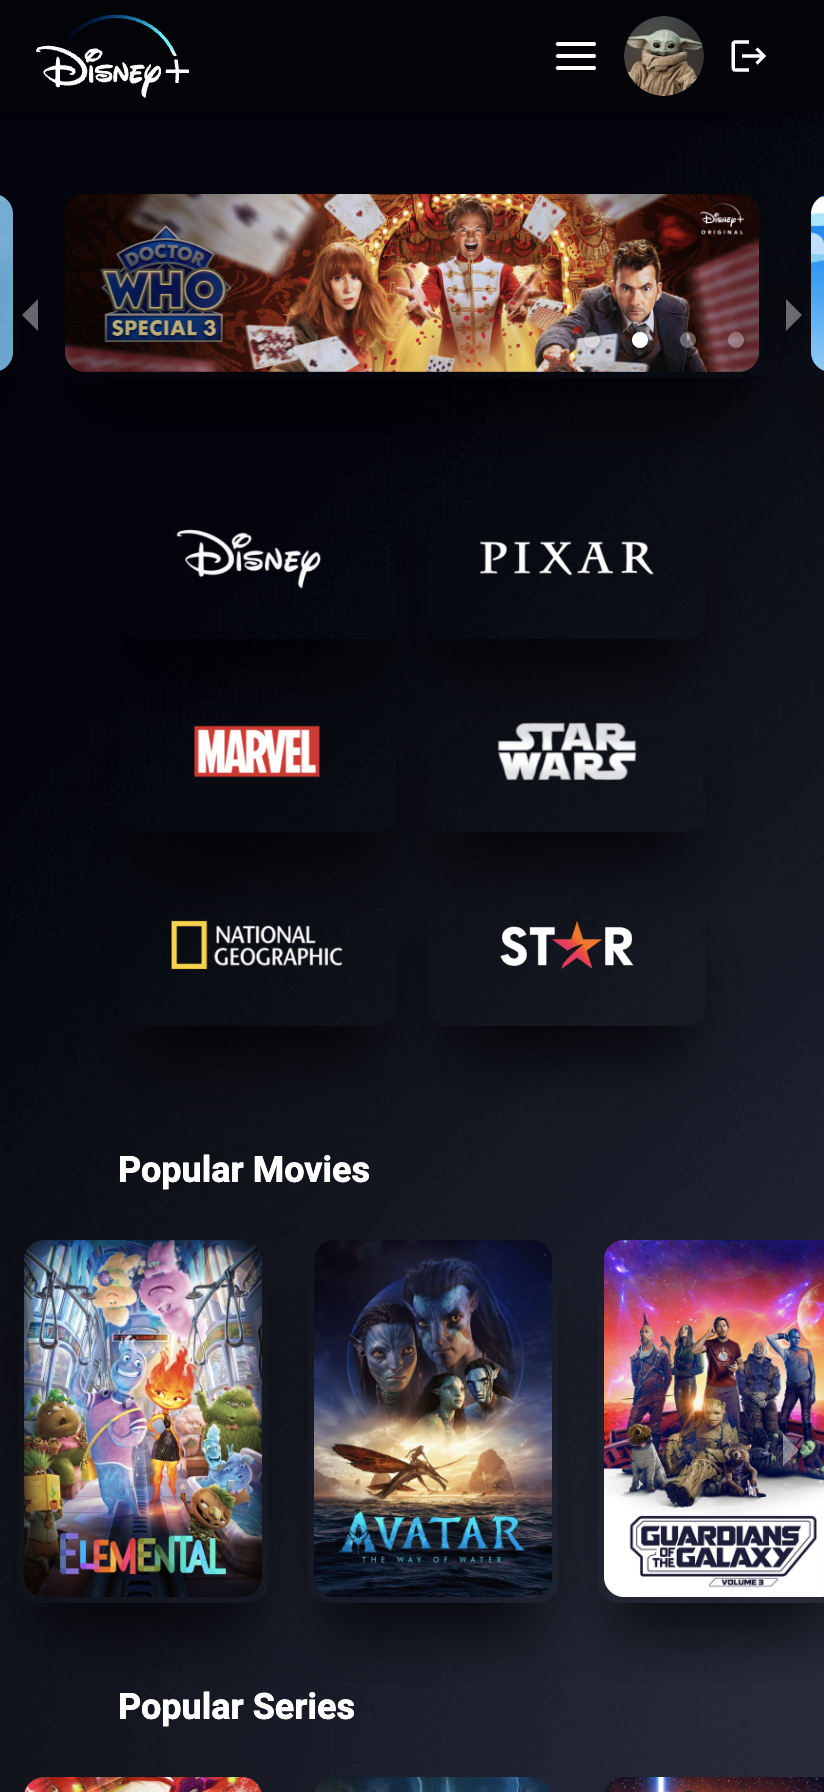 Disney+
DOCTOR
WHO
SPECIAL 3
Disney+
ORIGINAL
Disney
PIXAR
MARVEL
STAR
WARS
NATIONAL
GEOGRAPHIC
STAR
Popular Movies
ELEMENTAL
AVATAR
THE WAY OF WATER
GUARDIANS
OF THE GALAXY
VOLUME 3
Popular Series